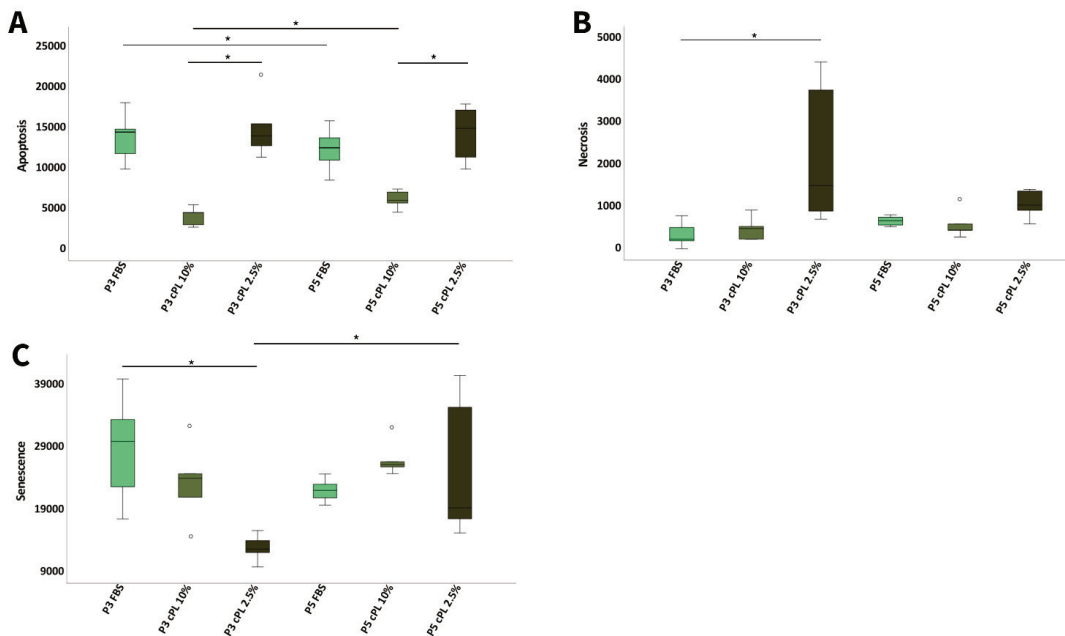 A
*
*
*
*
25000
20000
15000
10000
5000
0
Apoptosis
P3 FBS
P3 cPL 10%
P3 cPL 2.5%
P5 FBS
P5 cPL 10%
P5 cPL 2.5%
B
*
5000
4000
3000
2000
1000
0
Necrosis
P3 FBS
P3 cPL 10%
P3 cPL 2.5%
P5 FBS
P5 cPL 10%
P5 cPL 2.5%
C
*
*
39000
29000
19000
9000
Senescence
P3 FBS
P3 cPL 10%
P3 cPL 2.5%
P5 FBS
P5 cPL 10%
P5 cPL 2.5%